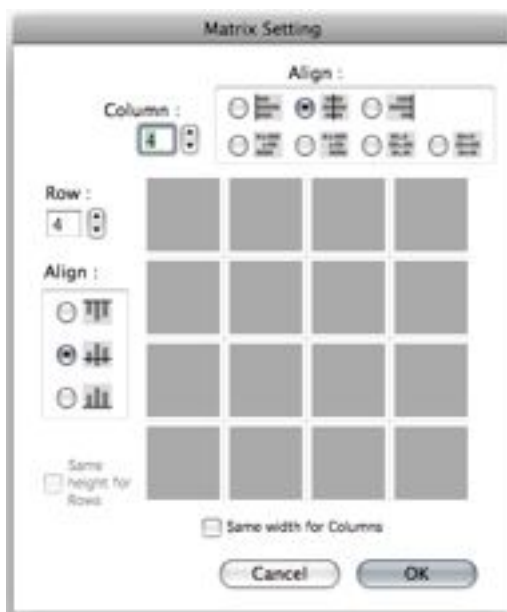 Matrix Setting
Align :
Column :
4
Row :
4
Align :
Same
height for
Rows
Same width for Columns
Cancel
OK